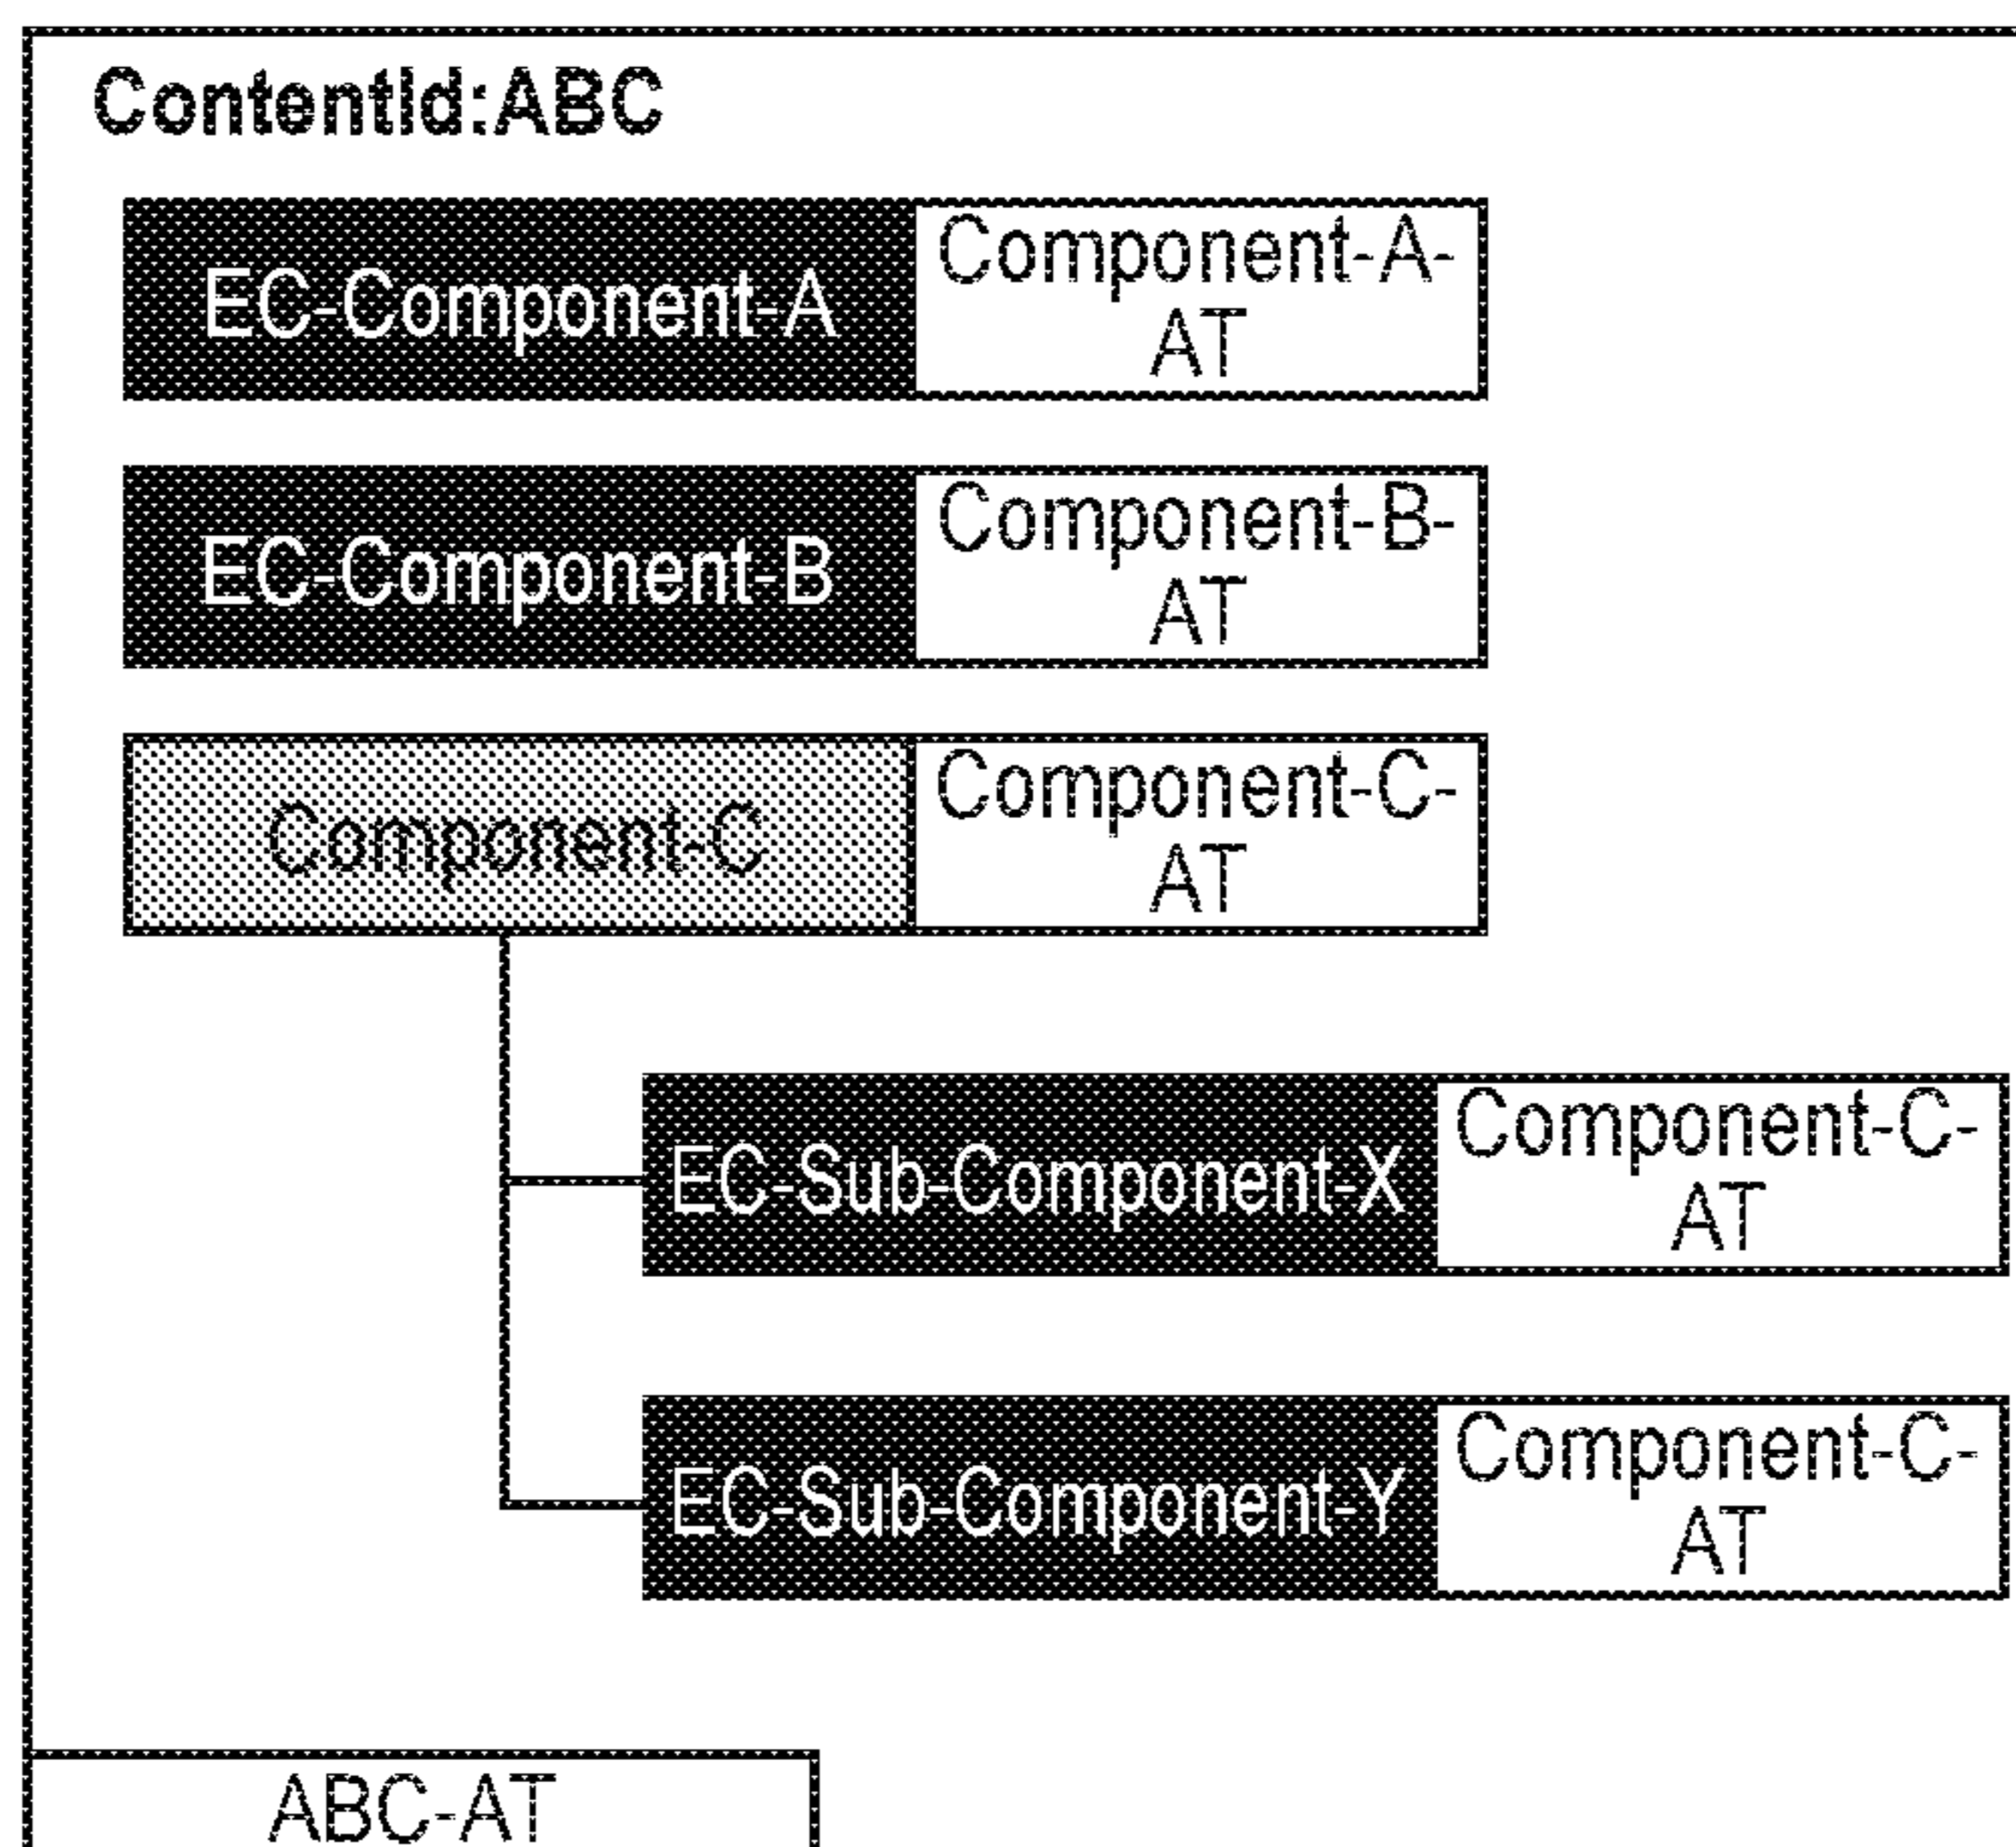 ContentId:ABC
EC-Component-A
Component-A-
AT
EC-Component-B
Component-B-
AT
Component-C
Component-C-
AT
EC-Sub-Component-X
Component-C-
AT
EC-Sub-Component-Y
Component-C-
AT
ABC-AT